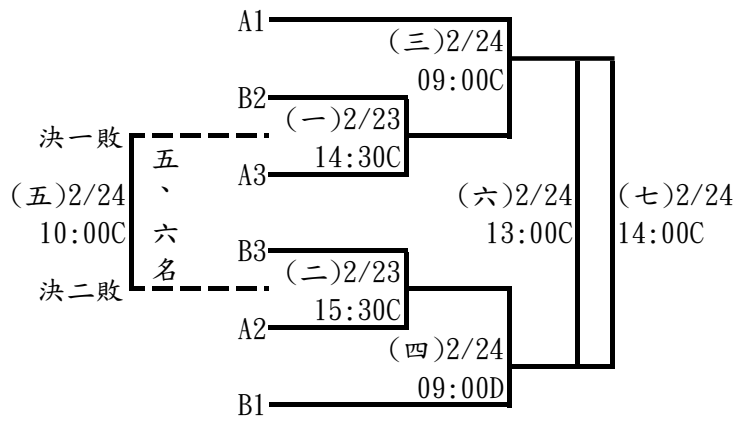 A1
(三)2/24
09:00C
B2
(一)2/23
14:30C
A3
決一敗
五、六名
(五)2/24
10:00C
決二敗
(六)2/24
13:00C
(七)2/24
14:00C
B3
(二)2/23
15:30C
A2
(四)2/24
09:00D
B1